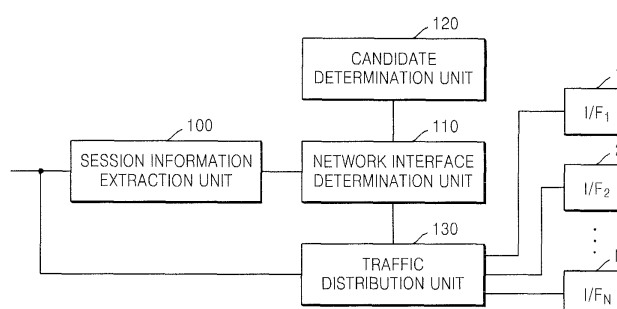 120
CANDIDATE
DETERMINATION UNIT
100
SESSION INFORMATION
EXTRACTION UNIT
110
NETWORK INTERFACE
DETERMINATION UNIT
130
TRAFFIC
DISTRIBUTION UNIT
I/F1
I/F2
I/FN